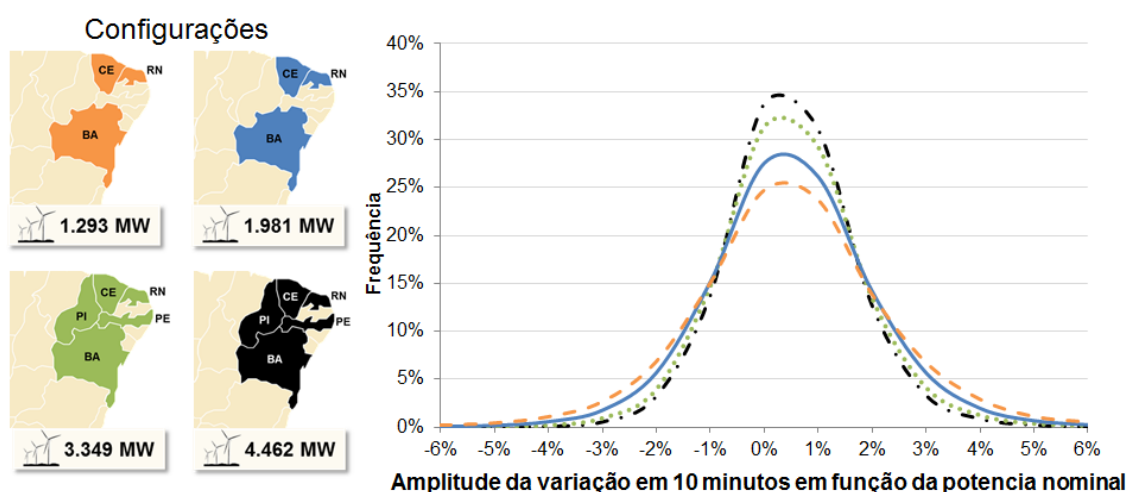 Configurações
CE
RN
BA
1.293 MW
CE
RN
BA
1.981 MW
CE
RN
PI
PE
BA
3.349 MW
CE
RN
PI
PE
BA
4.462 MW
Frequência
40%
35%
30%
25%
20%
15%
10%
5%
0%
-6% -5% -4% -3% -2% -1% 0% 1% 2% 3% 4% 5% 6%
Amplitude da variação em 10 minutos em função da potencia nominal